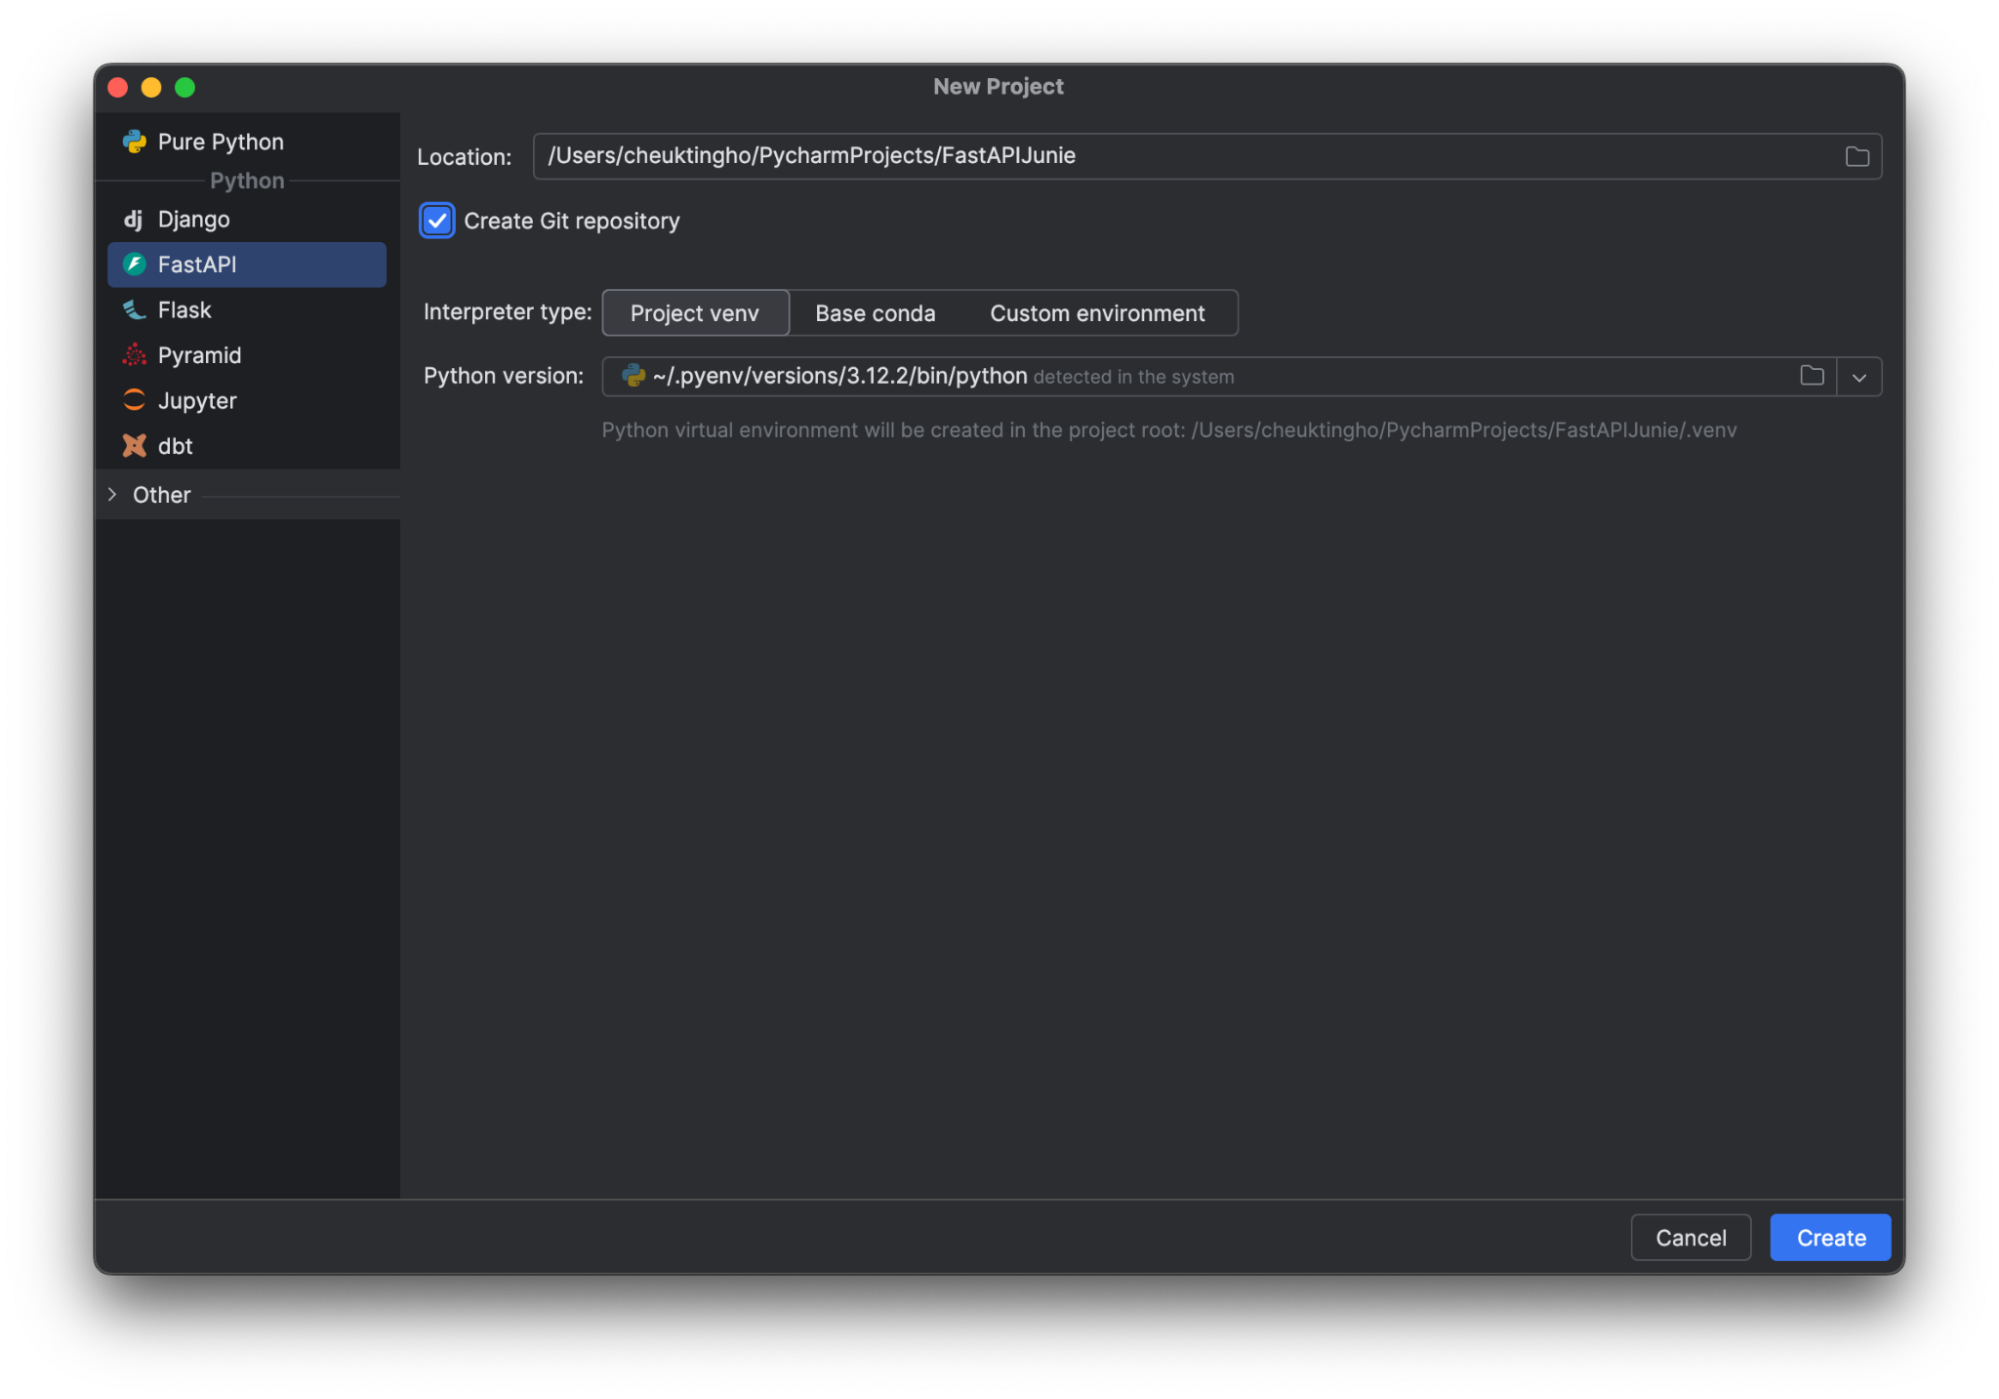 New Project
Pure Python
Python
dj Django
FastAPI
Flask
Pyramid
Jupyter
dbt
Other
Location: /Users/cheuktingho/PycharmProjects/FastAPIJunie
Create Git repository
Interpreter type: Project venv Base conda Custom environment
Python version: ~/.pyenv/versions/3.12.2/bin/python detected in the system
Python virtual environment will be created in the project root: /Users/cheuktingho/PycharmProjects/FastAPIJunie/.venv
Cancel Create